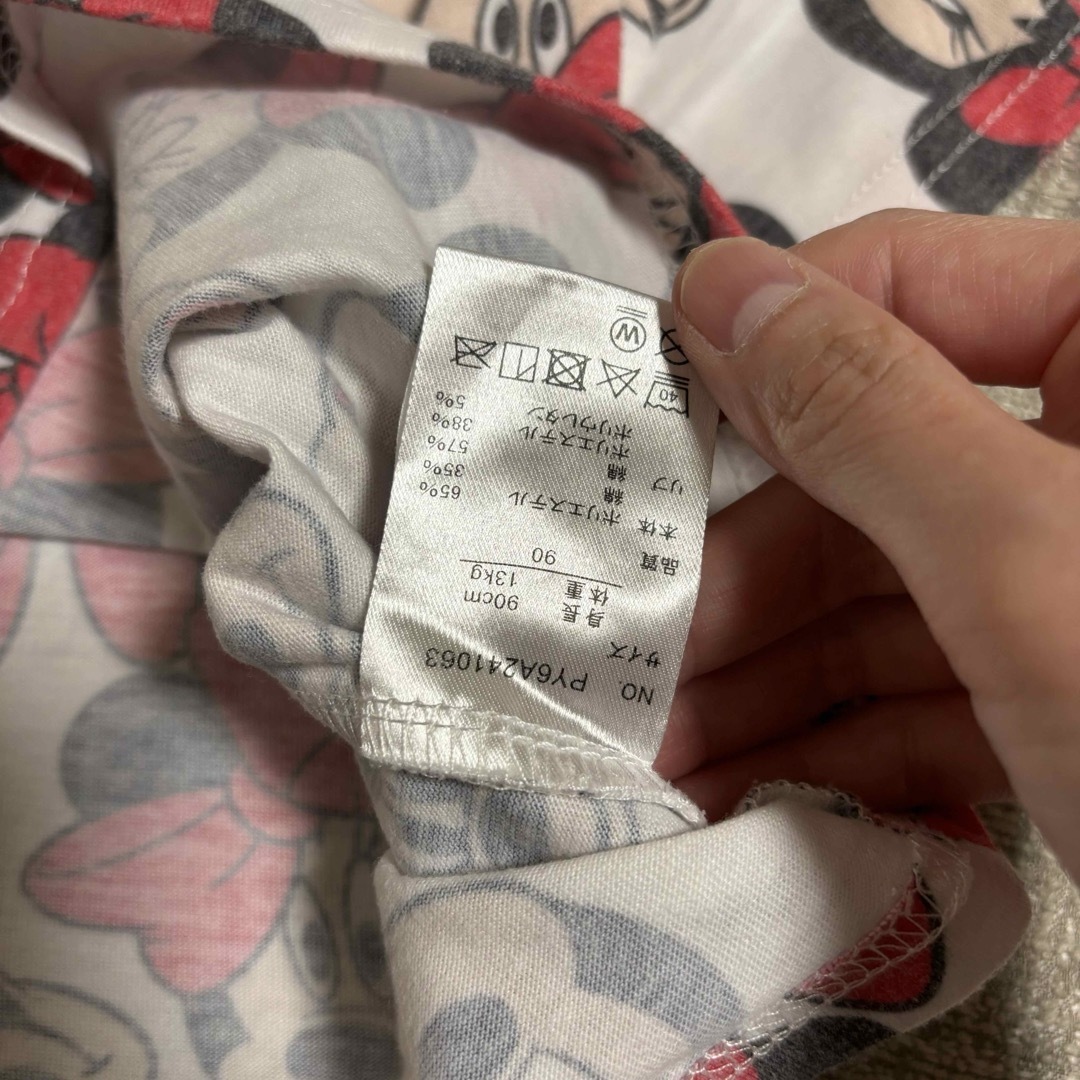 NO. PY6A241063
サイズ
身長 90cm
体重 13kg
90
品質
本体 ポリエステル 65%
綿 35%
リブ 綿 57%
ポリエステル 38%
ポリウレタン 5%
40
W